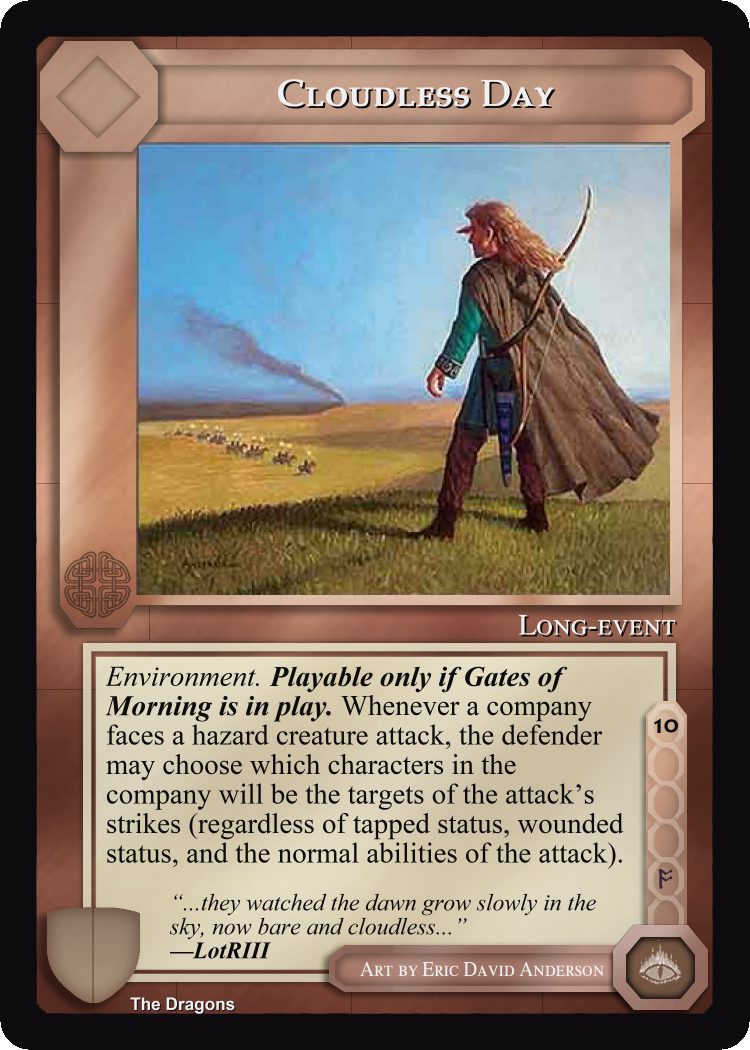 Cloudless Day
Long-event
Environment. Playable only if Gates of
Morning is in play. Whenever a company
faces a hazard creature attack, the defender
may choose which characters in the
company will be the targets of the attack's
strikes (regardless of tapped status, wounded
status, and the normal abilities of the attack).
10
"...they watched the dawn grow slowly in the
sky, now bare and cloudless..."
—LotRIII
Art by Eric David Anderson
The Dragons